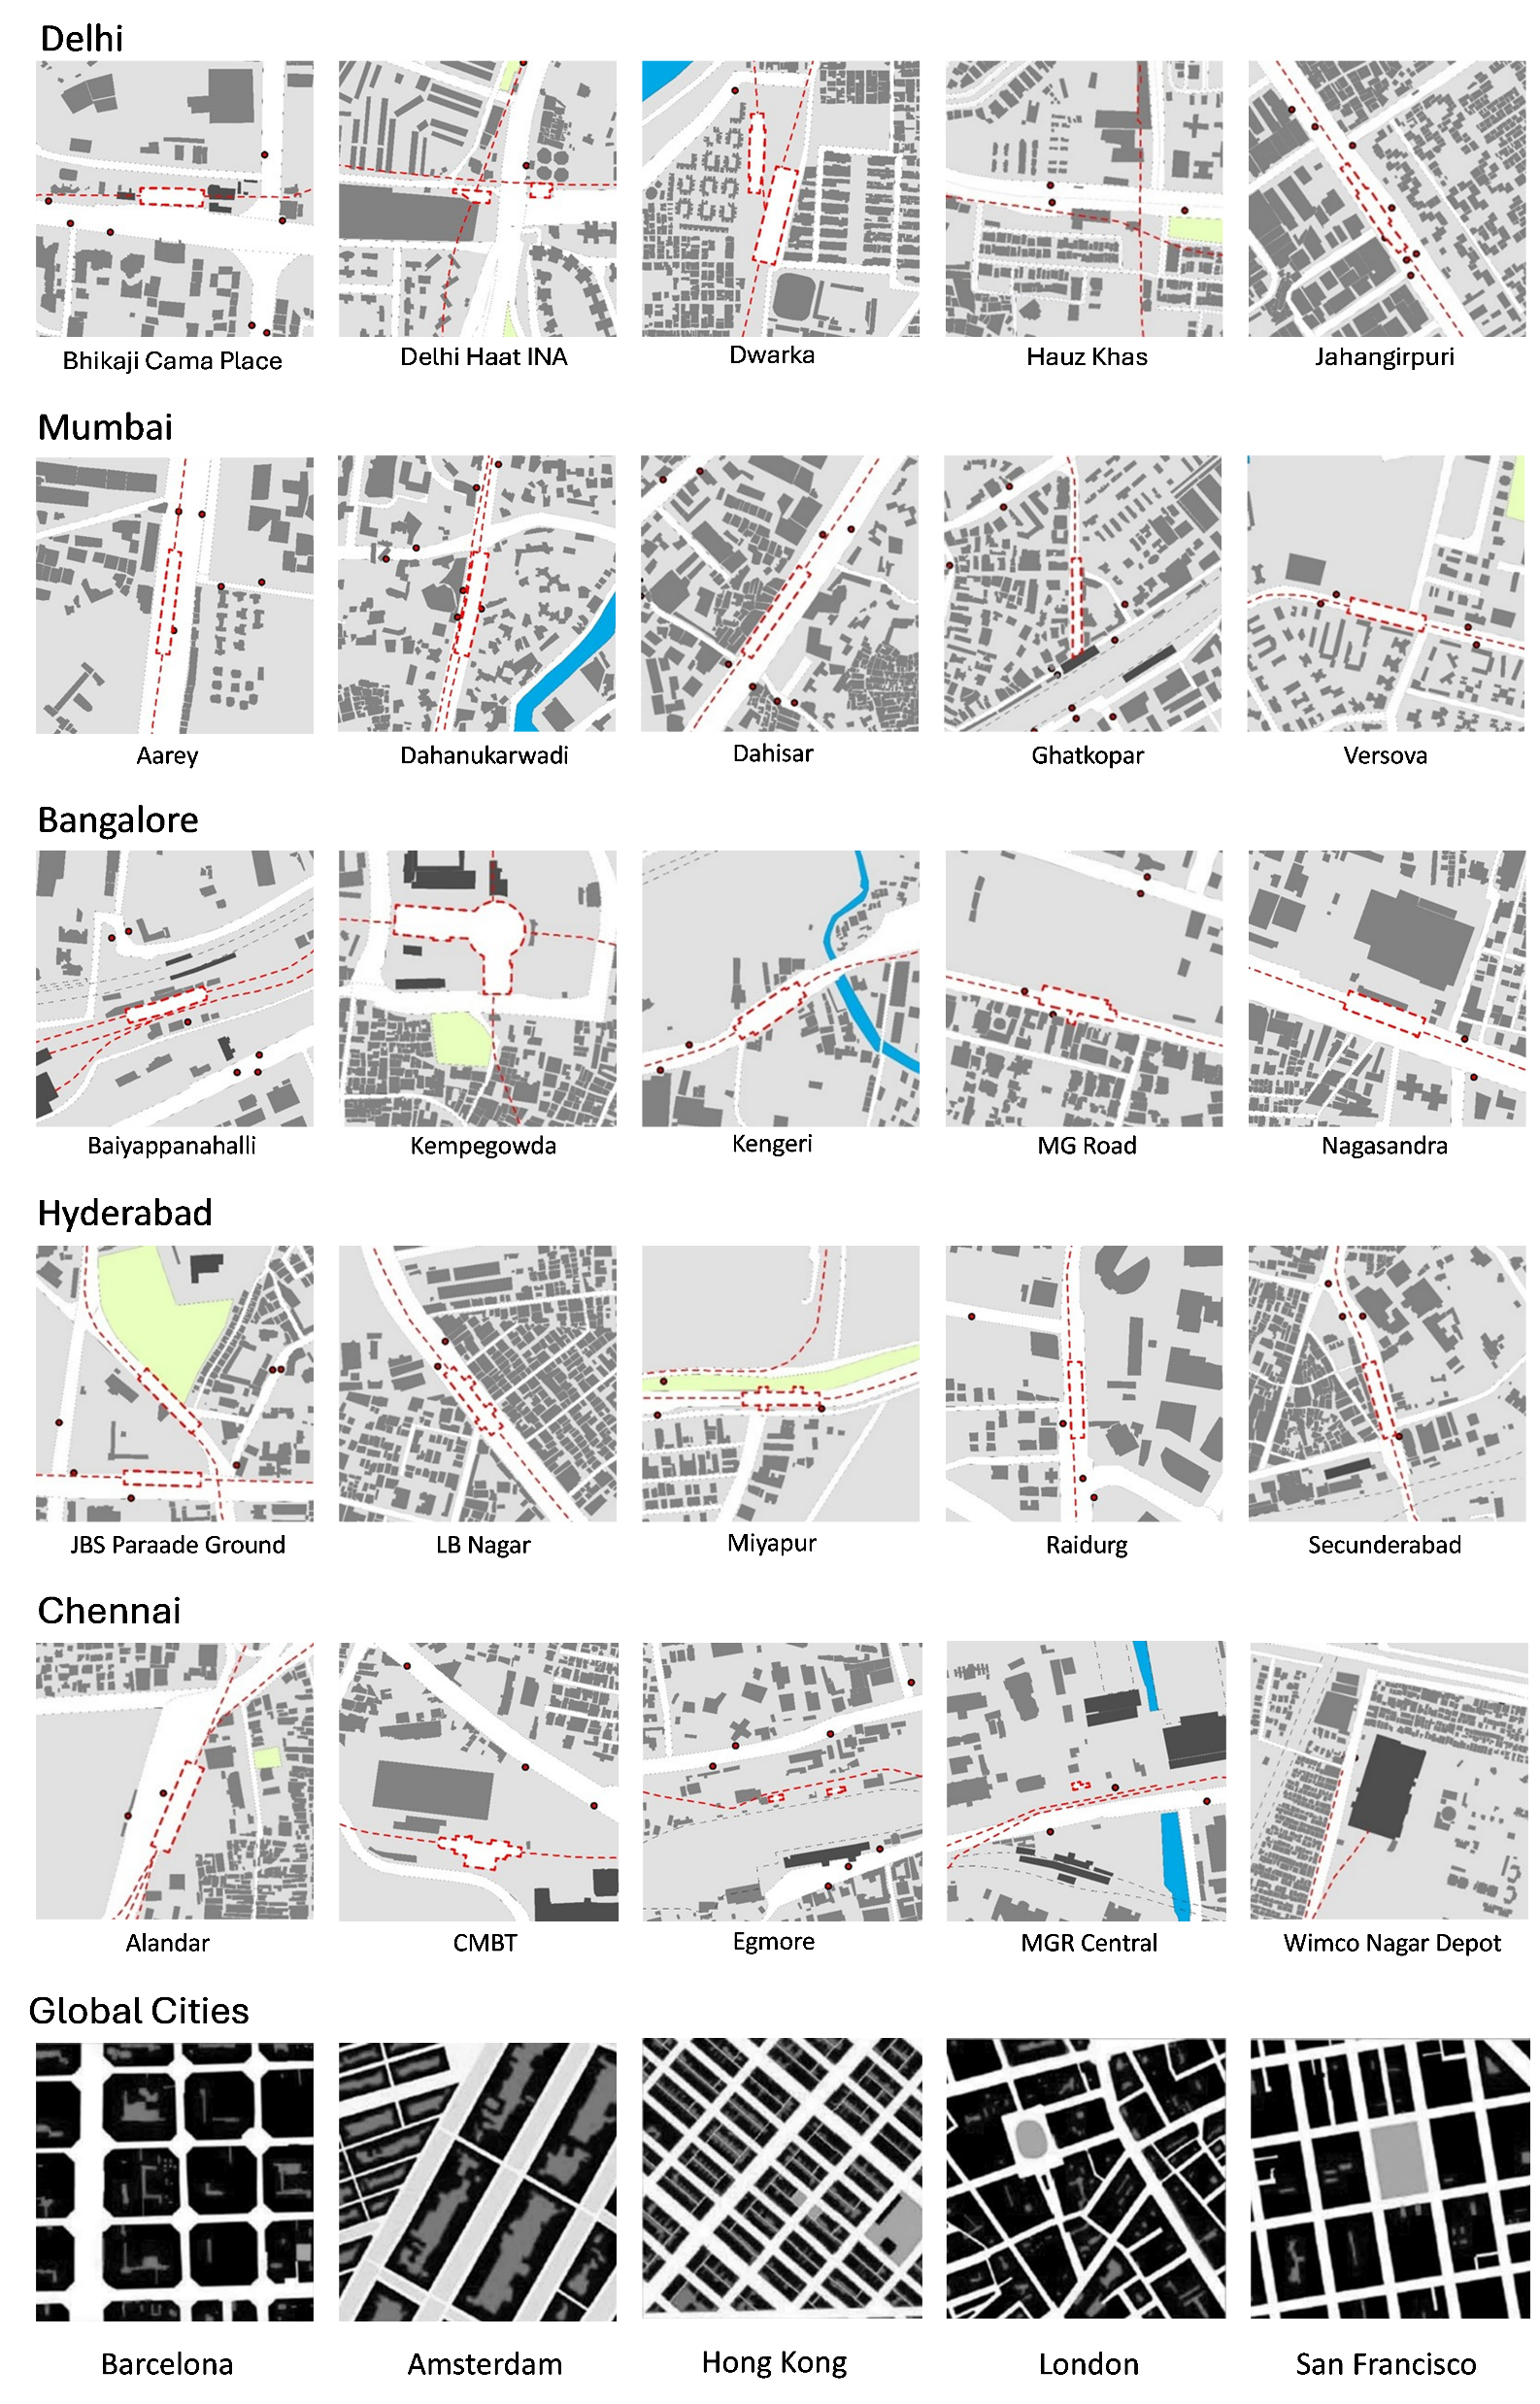 Delhi
Bhikaji Cama Place
Delhi Haat INA
Dwarka
Hauz Khas
Jahangirpuri
Mumbai
Aarey
Dahanukarwadi
Dahisar
Ghatkopar
Versova
Bangalore
Baiyappanahalli
Kempegowda
Kengeri
MG Road
Nagasandra
Hyderabad
JBS Paraade Ground
LB Nagar
Miyapur
Raidurg
Secunderabad
Chennai
Alandar
CMBT
Egmore
MGR Central
Wimco Nagar Depot
Global Cities
Barcelona
Amsterdam
Hong Kong
London
San Francisco